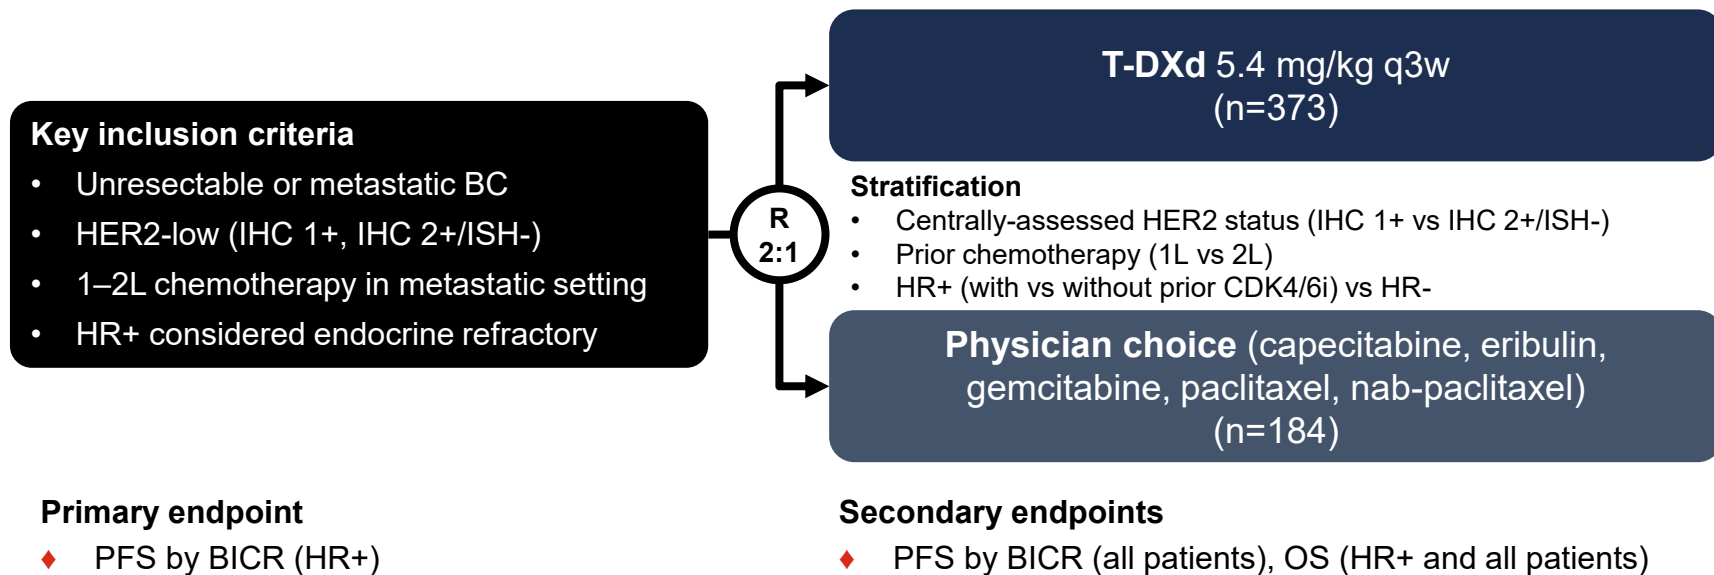 Key inclusion criteria
• Unresectable or metastatic BC
• HER2-low (IHC 1+, IHC 2+/ISH-)
• 1–2L chemotherapy in metastatic setting
• HR+ considered endocrine refractory
R
2:1
T-DXd 5.4 mg/kg q3w
(n=373)
Stratification
• Centrally-assessed HER2 status (IHC 1+ vs IHC 2+/ISH-)
• Prior chemotherapy (1L vs 2L)
• HR+ (with vs without prior CDK4/6i) vs HR-
Physician choice (capecitabine, eribulin,
gemcitabine, paclitaxel, nab-paclitaxel)
(n=184)
Primary endpoint
♦ PFS by BICR (HR+)
Secondary endpoints
♦ PFS by BICR (all patients), OS (HR+ and all patients)